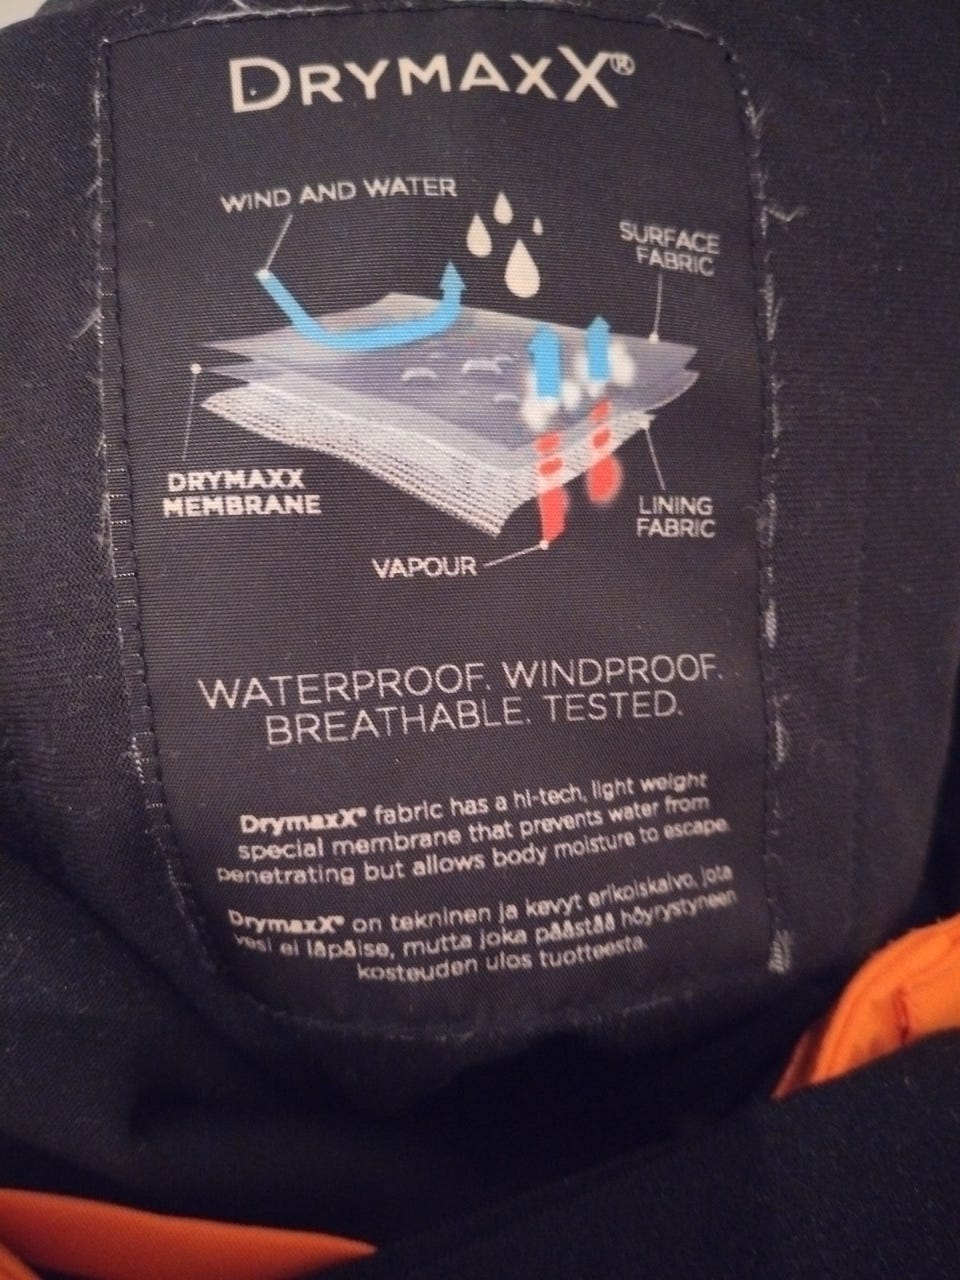 DRYMAXX®
WIND AND WATER
SURFACE
FABRIC
DRYMAXX
MEMBRANE
LINING
FABRIC
VAPOUR
WATERPROOF. WINDPROOF.
BREATHABLE. TESTED.
DrymaxX® fabric has a hi-tech, light weight
special membrane that prevents water from
penetrating but allows body moisture to escape.
DrymaxX® on tekninen ja kevyt erikoiskalvo, jota
vesi ei läpäise, mutta joka päästää höyrystyneen
kosteuden ulos tuotteesta.